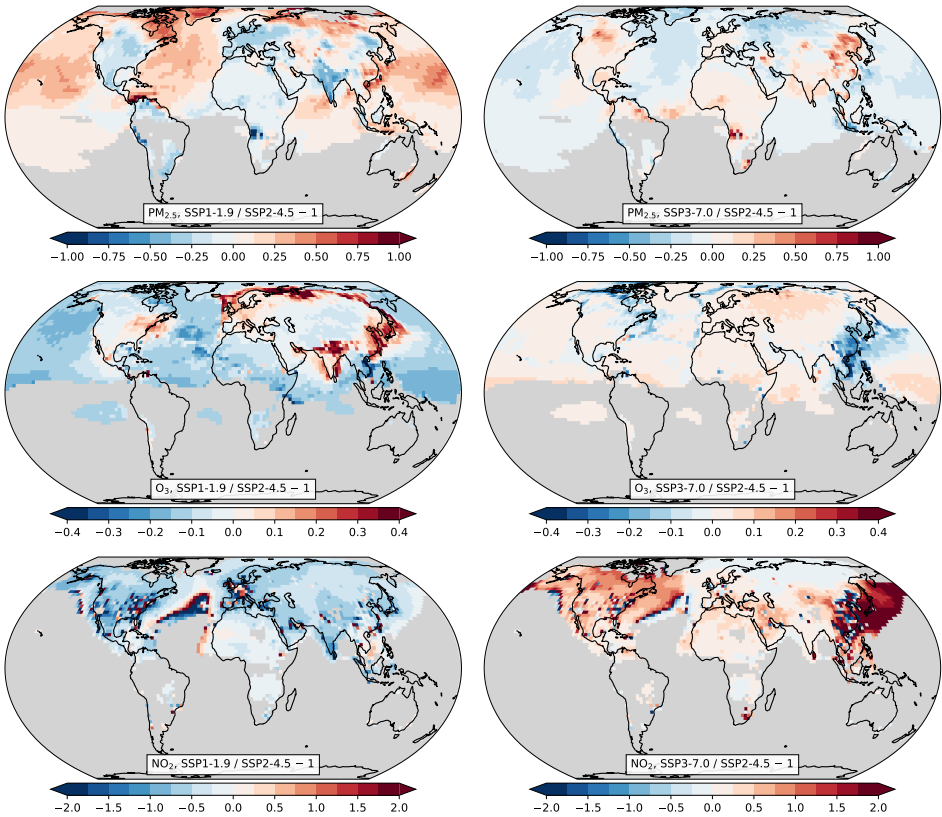 PM2.5, SSP1-1.9 / SSP2-4.5 − 1
−1.00 −0.75 −0.50 −0.25 0.00 0.25 0.50 0.75 1.00
PM2.5, SSP3-7.0 / SSP2-4.5 − 1
−1.00 −0.75 −0.50 −0.25 0.00 0.25 0.50 0.75 1.00
O3, SSP1-1.9 / SSP2-4.5 − 1
−0.4 −0.3 −0.2 −0.1 0.0 0.1 0.2 0.3 0.4
O3, SSP3-7.0 / SSP2-4.5 − 1
−0.4 −0.3 −0.2 −0.1 0.0 0.1 0.2 0.3 0.4
NO2, SSP1-1.9 / SSP2-4.5 − 1
−2.0 −1.5 −1.0 −0.5 0.0 0.5 1.0 1.5 2.0
NO2, SSP3-7.0 / SSP2-4.5 − 1
−2.0 −1.5 −1.0 −0.5 0.0 0.5 1.0 1.5 2.0